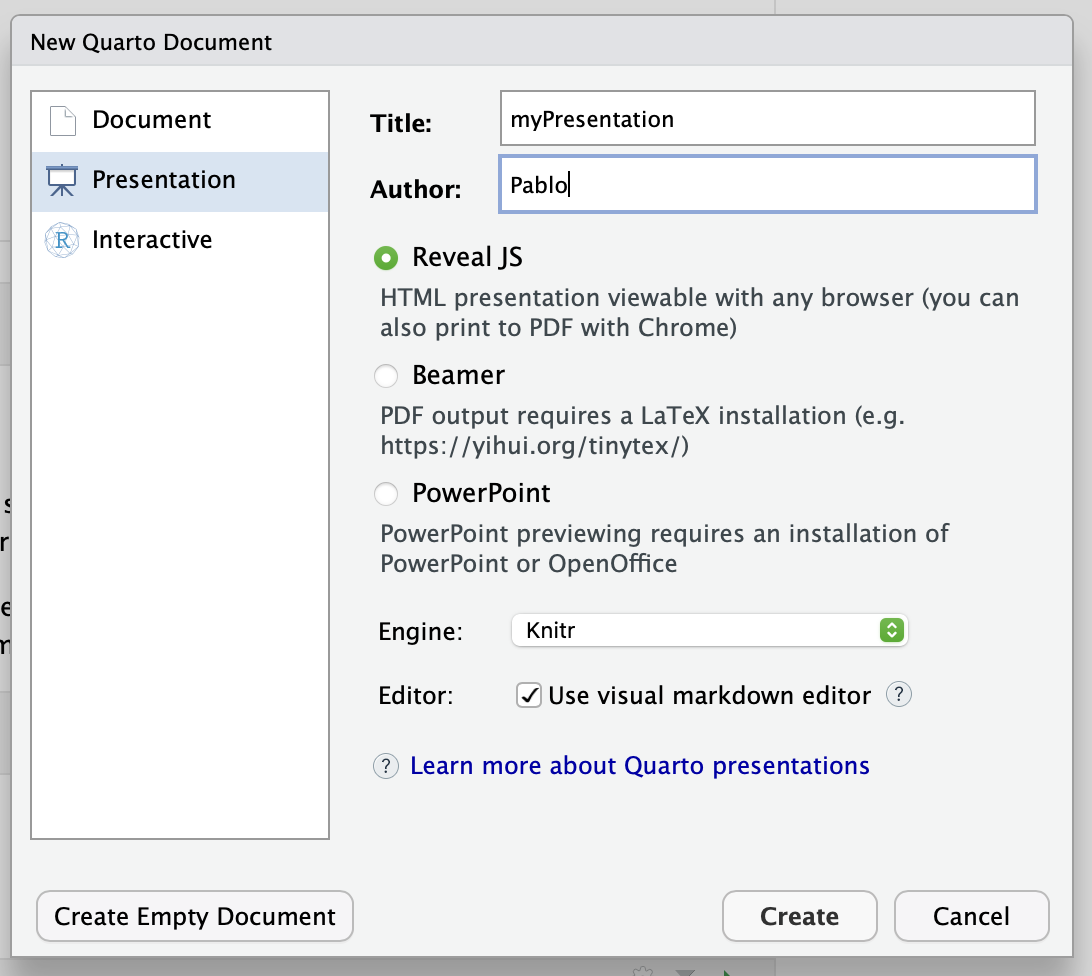 New Quarto Document
Document
Presentation
Interactive
Title:
myPresentation
Author:
Pablo
Reveal JS
HTML presentation viewable with any browser (you can
also print to PDF with Chrome)
Beamer
PDF output requires a LaTeX installation (e.g.
https://yihui.org/tinytex/)
PowerPoint
PowerPoint previewing requires an installation of
PowerPoint or OpenOffice
Engine:
Knitr
Editor:
Use visual markdown editor
?
? Learn more about Quarto presentations
Create Empty Document
Create
Cancel